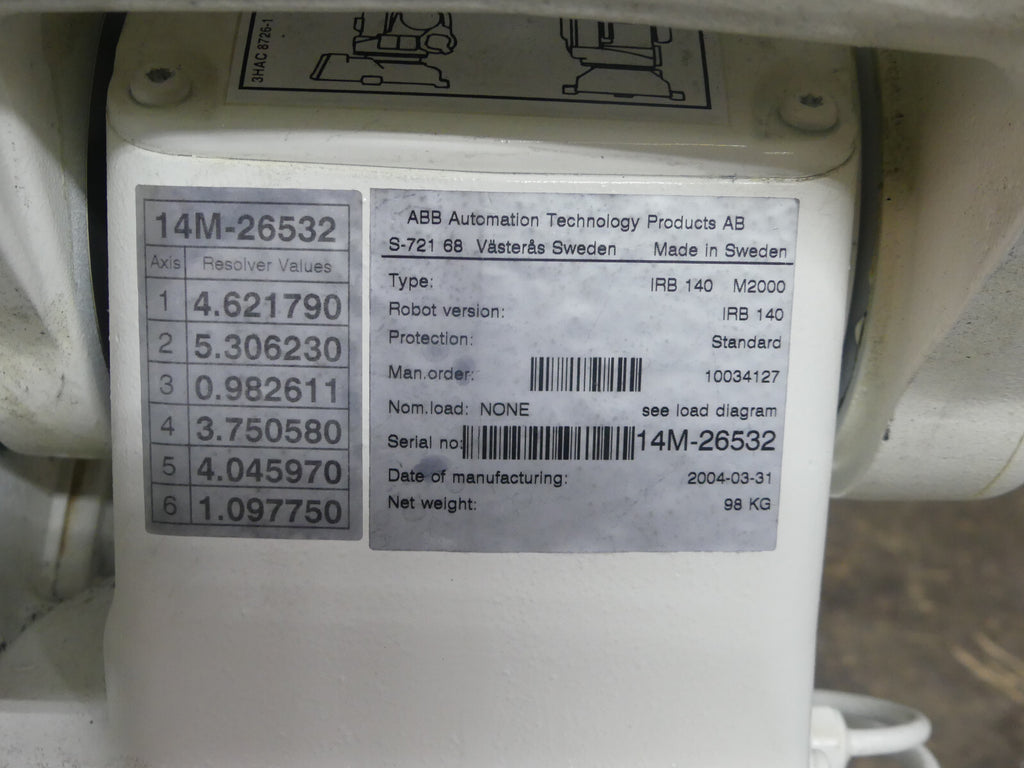 3HAC 8726-1
14M-26532
Axis Resolver Values
1 4.621790
2 5.306230
3 0.982611
4 3.750580
5 4.045970
6 1.097750
ABB Automation Technology Products AB
S-721 68 Västerås Sweden Made in Sweden
Type: IRB 140 M2000
Robot version: IRB 140
Protection: Standard
Man.order: 10034127
Nom.load: NONE see load diagram
Serial no: 14M-26532
Date of manufacturing: 2004-03-31
Net weight: 98 KG